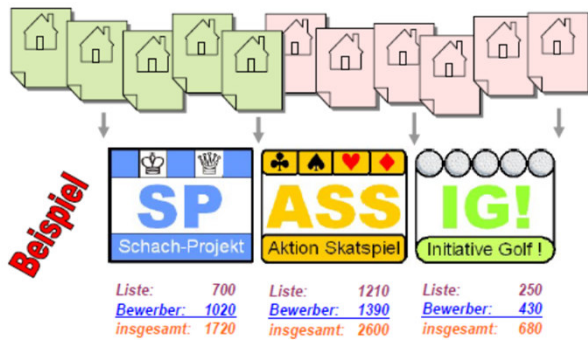 Beispiel
SP
Schach-Projekt
ASS
Aktion Skatspiel
IG!
Initiative Golf !
Liste: 700
Bewerber: 1020
insgesamt: 1720
Liste: 1210
Bewerber: 1390
insgesamt: 2600
Liste: 250
Bewerber: 430
insgesamt: 680